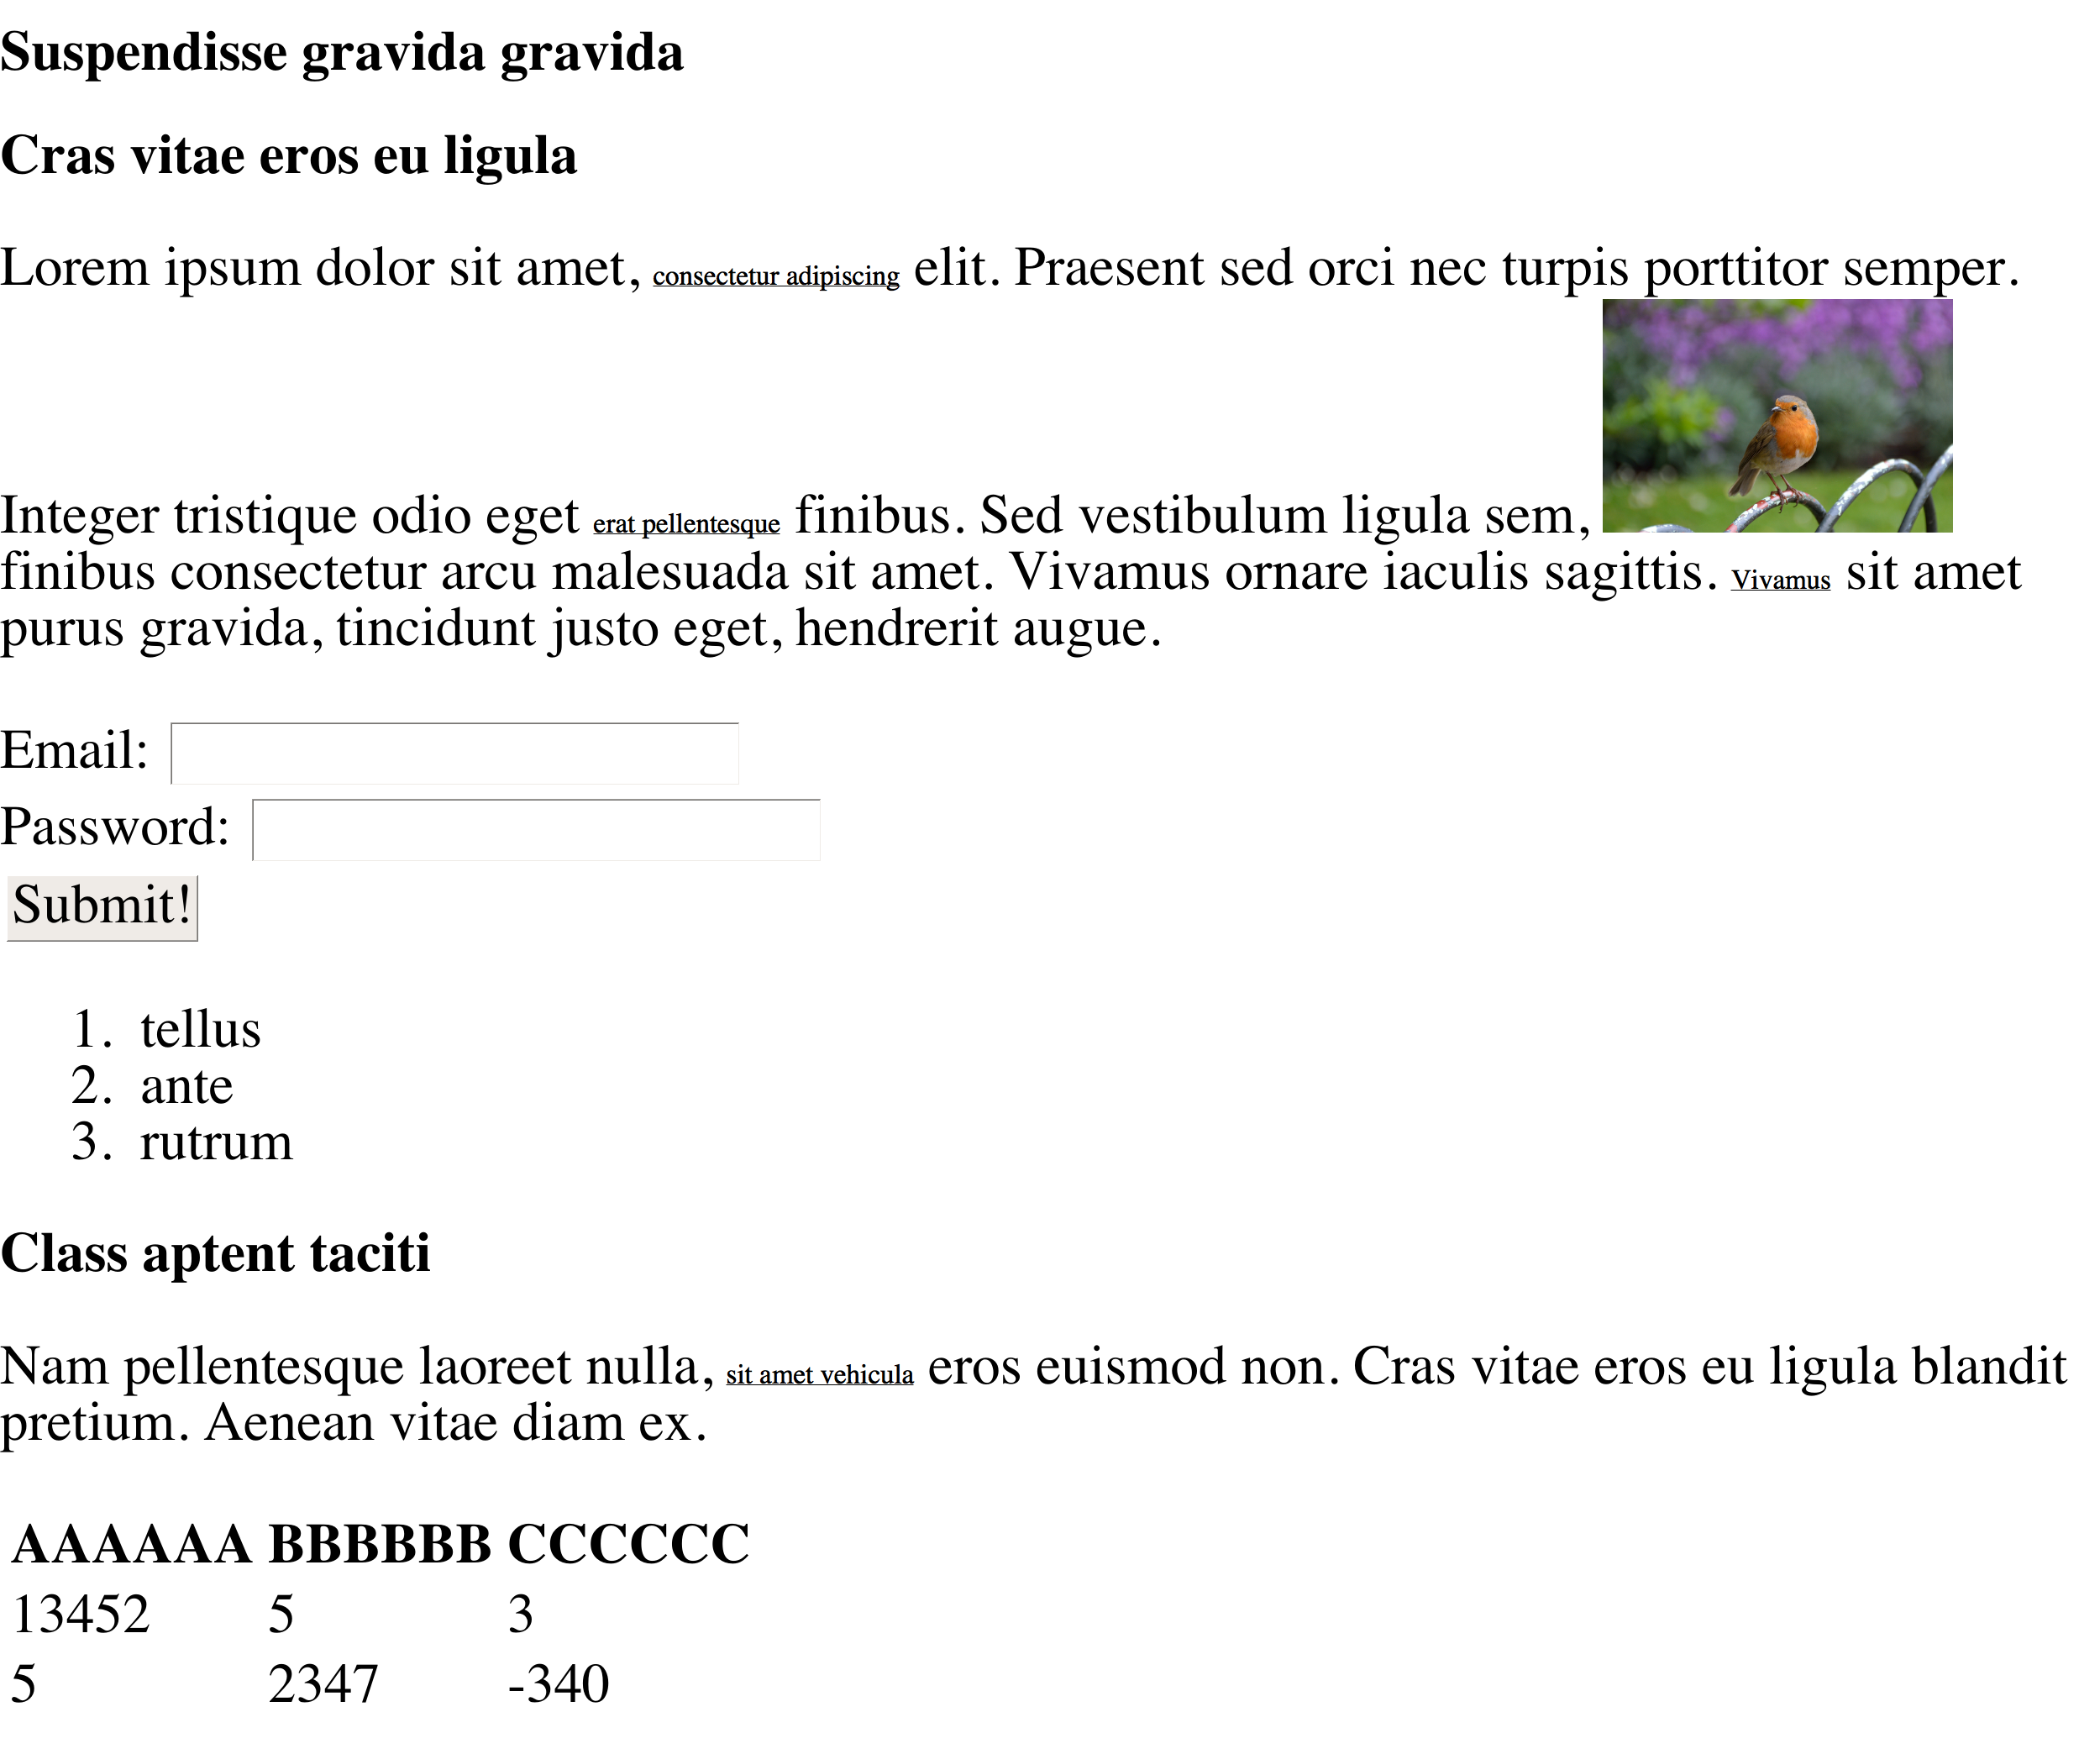 Suspendisse gravida gravida
Cras vitae eros eu ligula
Lorem ipsum dolor sit amet, consectetur adipiscing elit. Praesent sed orci nec turpis porttitor semper.
Integer tristique odio eget erat pellentesque finibus. Sed vestibulum ligula sem,
finibus consectetur arcu malesuada sit amet. Vivamus ornare iaculis sagittis. Vivamus sit amet
purus gravida, tincidunt justo eget, hendrerit augue.
Email:
Password:
Submit!
1. tellus
2. ante
3. rutrum
Class aptent taciti
Nam pellentesque laoreet nulla, sit amet vehicula eros euismod non. Cras vitae eros eu ligula blandit
pretium. Aenean vitae diam ex.
AAAAAA BBBBBB CCCCCC
13452 5 3
5 2347 -340